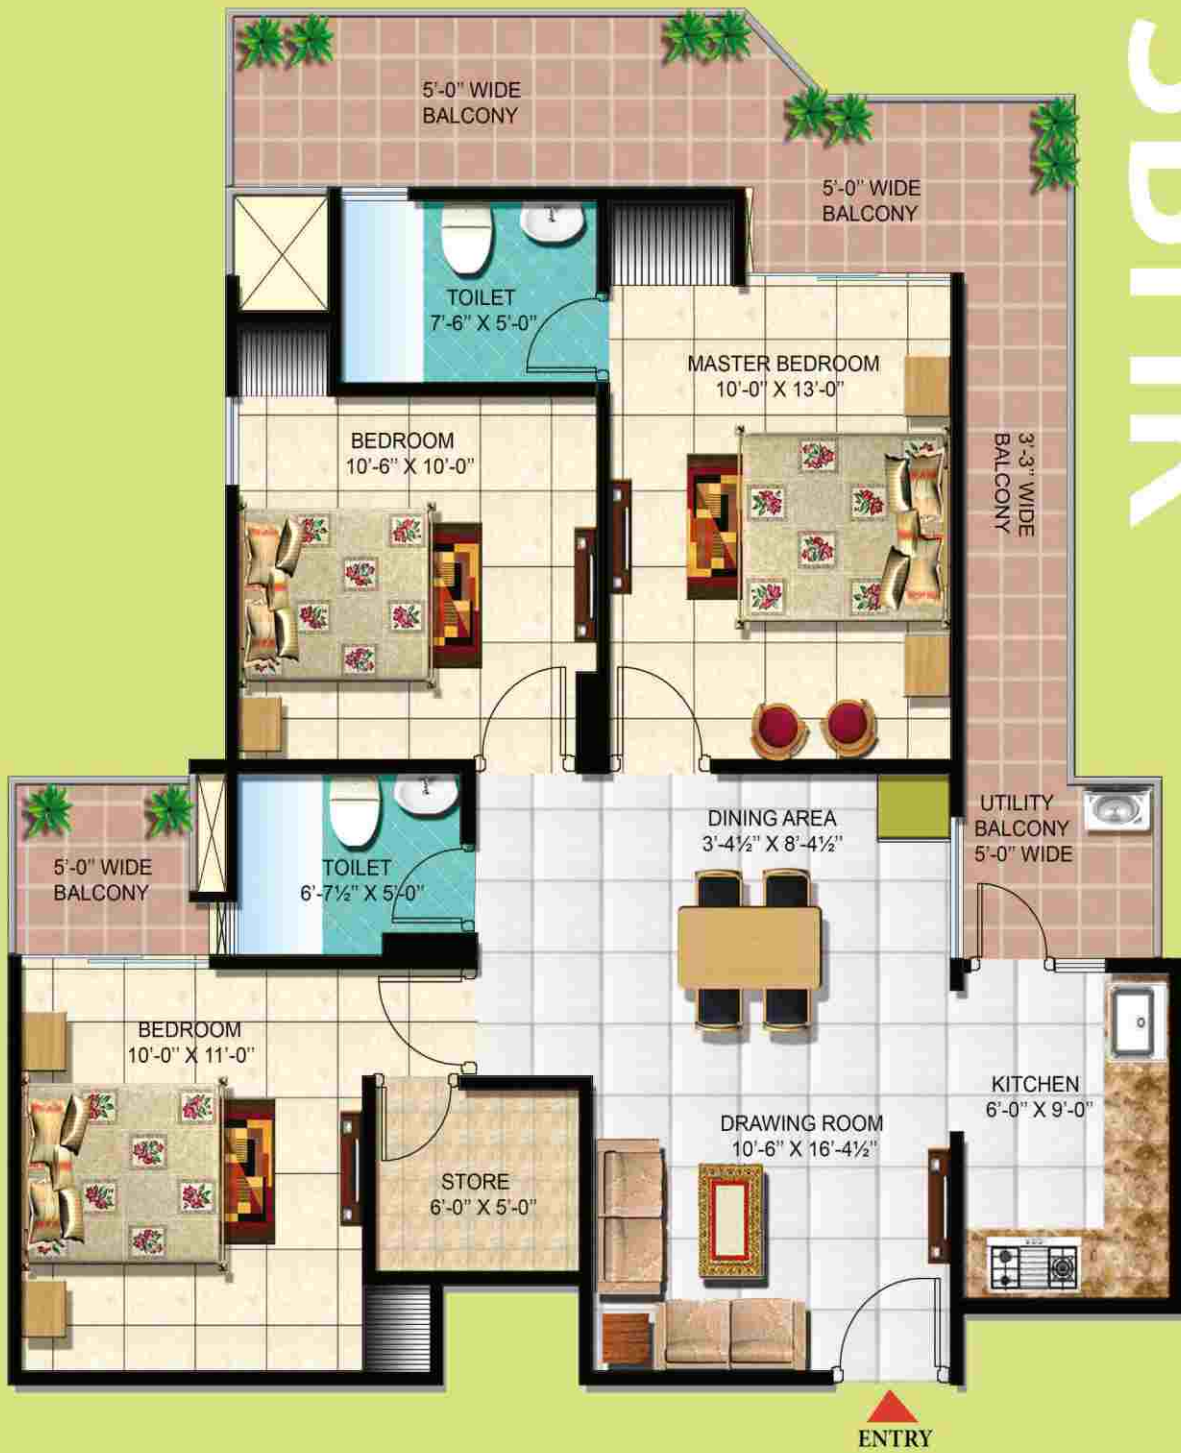 5'-0" WIDE
BALCONY
5'-0" WIDE
BALCONY
TOILET
7'-6" X 5'-0"
MASTER BEDROOM
10'-0" X 13'-0"
BEDROOM
10'-6" X 10'-0"
3'-3" WIDE
BALCONY
DINING AREA
3'-4½" X 8'-4½"
UTILITY
BALCONY
5'-0" WIDE
5'-0" WIDE
BALCONY
TOILET
6'-7½" X 5'-0"
BEDROOM
10'-0" X 11'-0"
KITCHEN
6'-0" X 9'-0"
DRAWING ROOM
10'-6" X 16'-4½"
STORE
6'-0" X 5'-0"
ENTRY